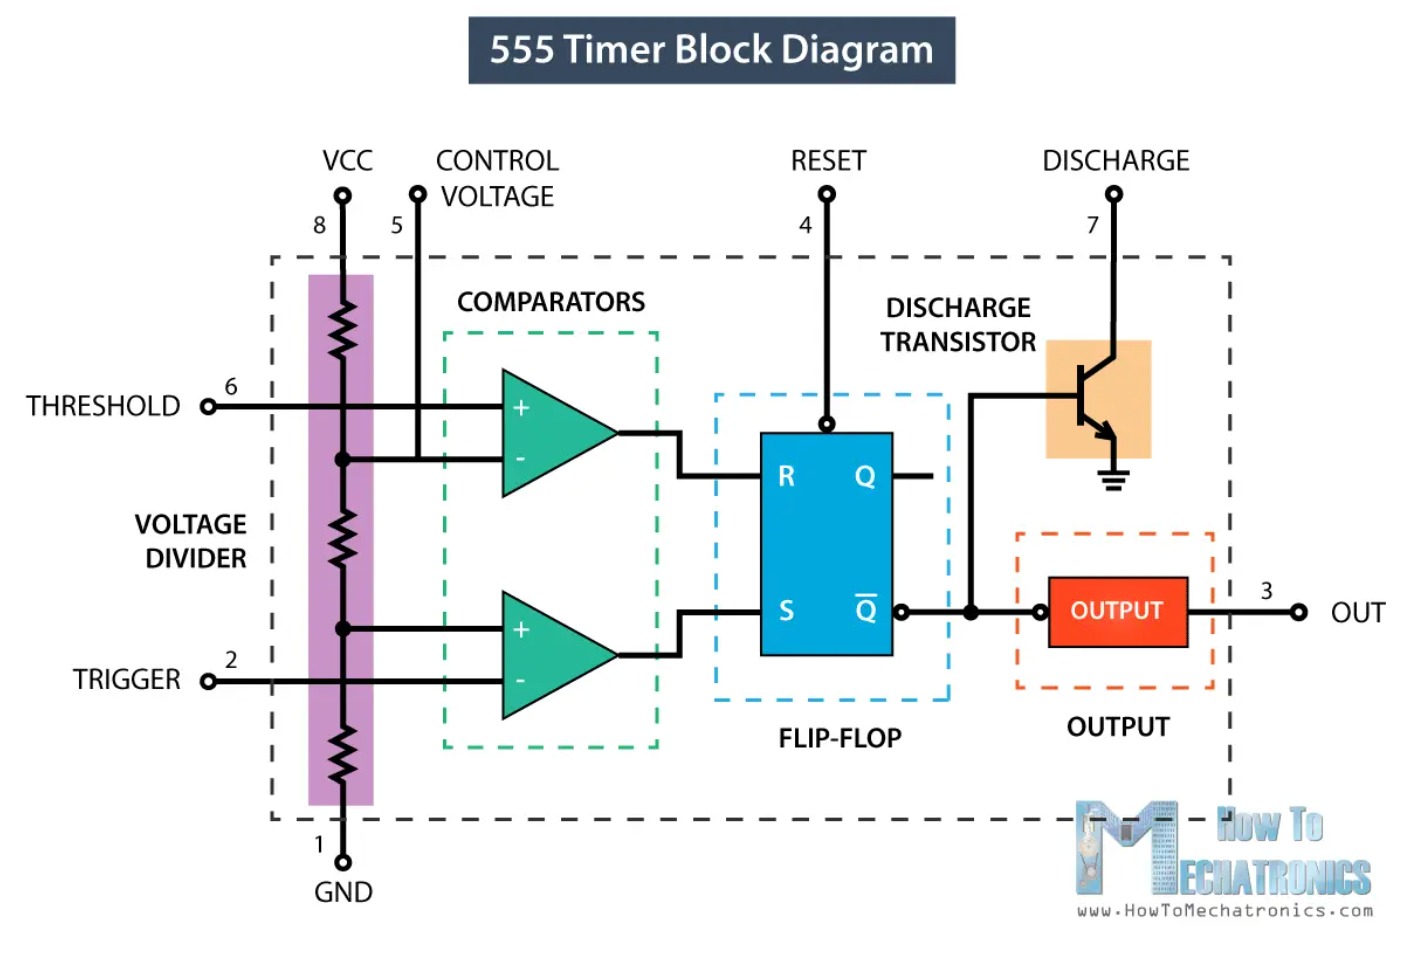 555 Timer Block Diagram
VCC
CONTROL
VOLTAGE
RESET
DISCHARGE
8
5
4
7
COMPARATORS
DISCHARGE
TRANSISTOR
THRESHOLD
6
+
-
R
Q
VOLTAGE
DIVIDER
S
Q̅
OUTPUT
3
OUT
+
-
TRIGGER
2
FLIP-FLOP
OUTPUT
1
GND
How To
MECHATRONICS
www.HowToMechatronics.com